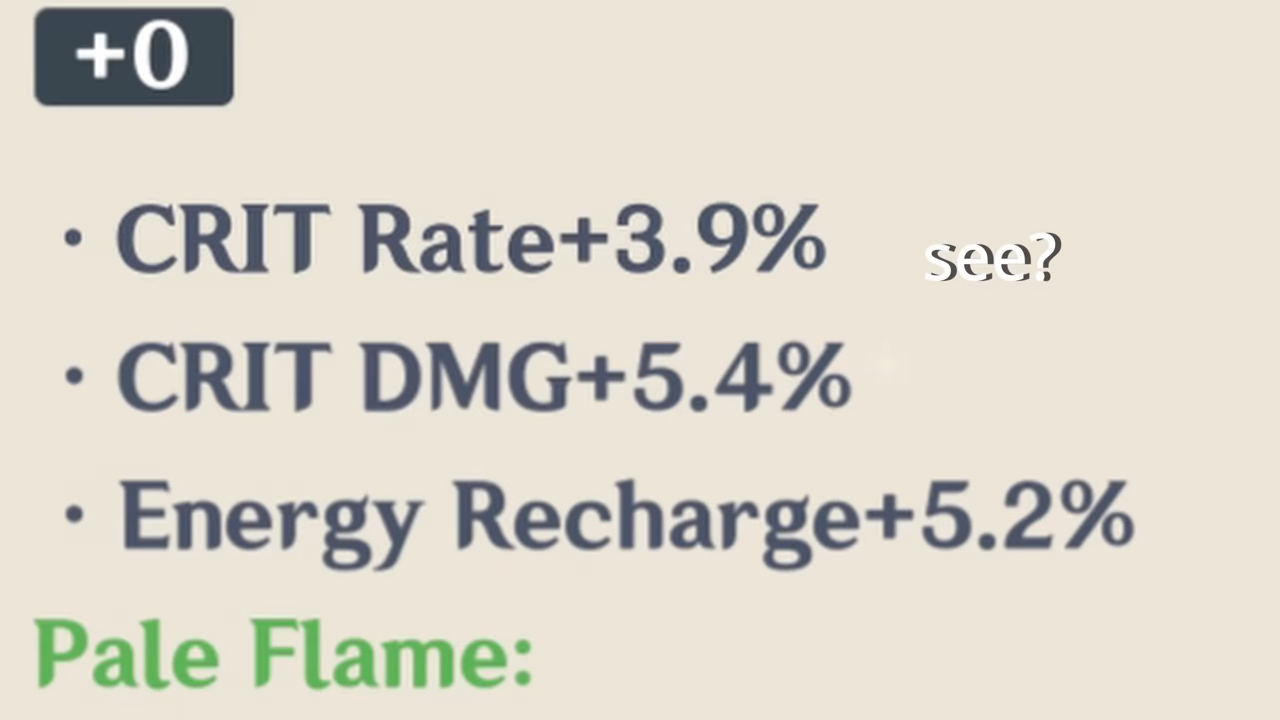 +0
· CRIT Rate+3.9%
see?
· CRIT DMG+5.4%
· Energy Recharge+5.2%
Pale Flame: